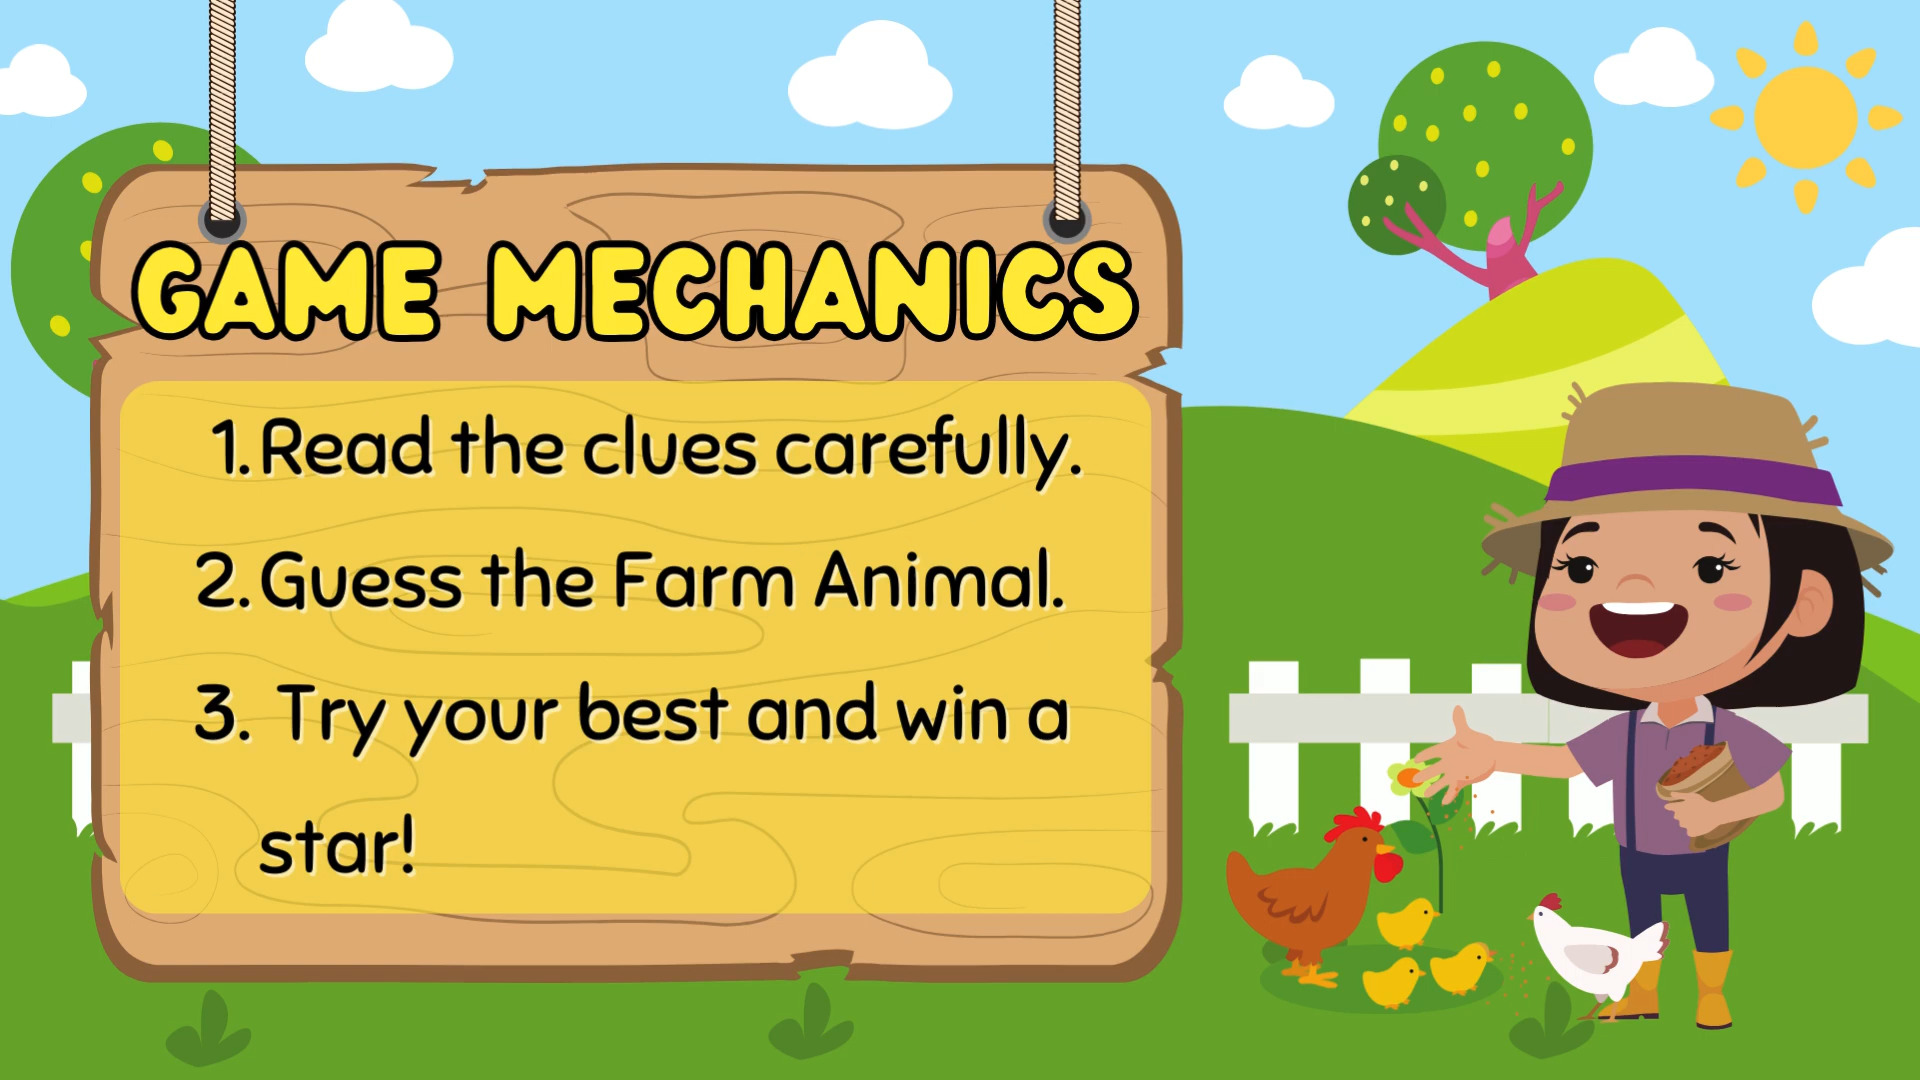 GAME MECHANICS
1. Read the clues carefully.
2. Guess the Farm Animal.
3. Try your best and win a
star!